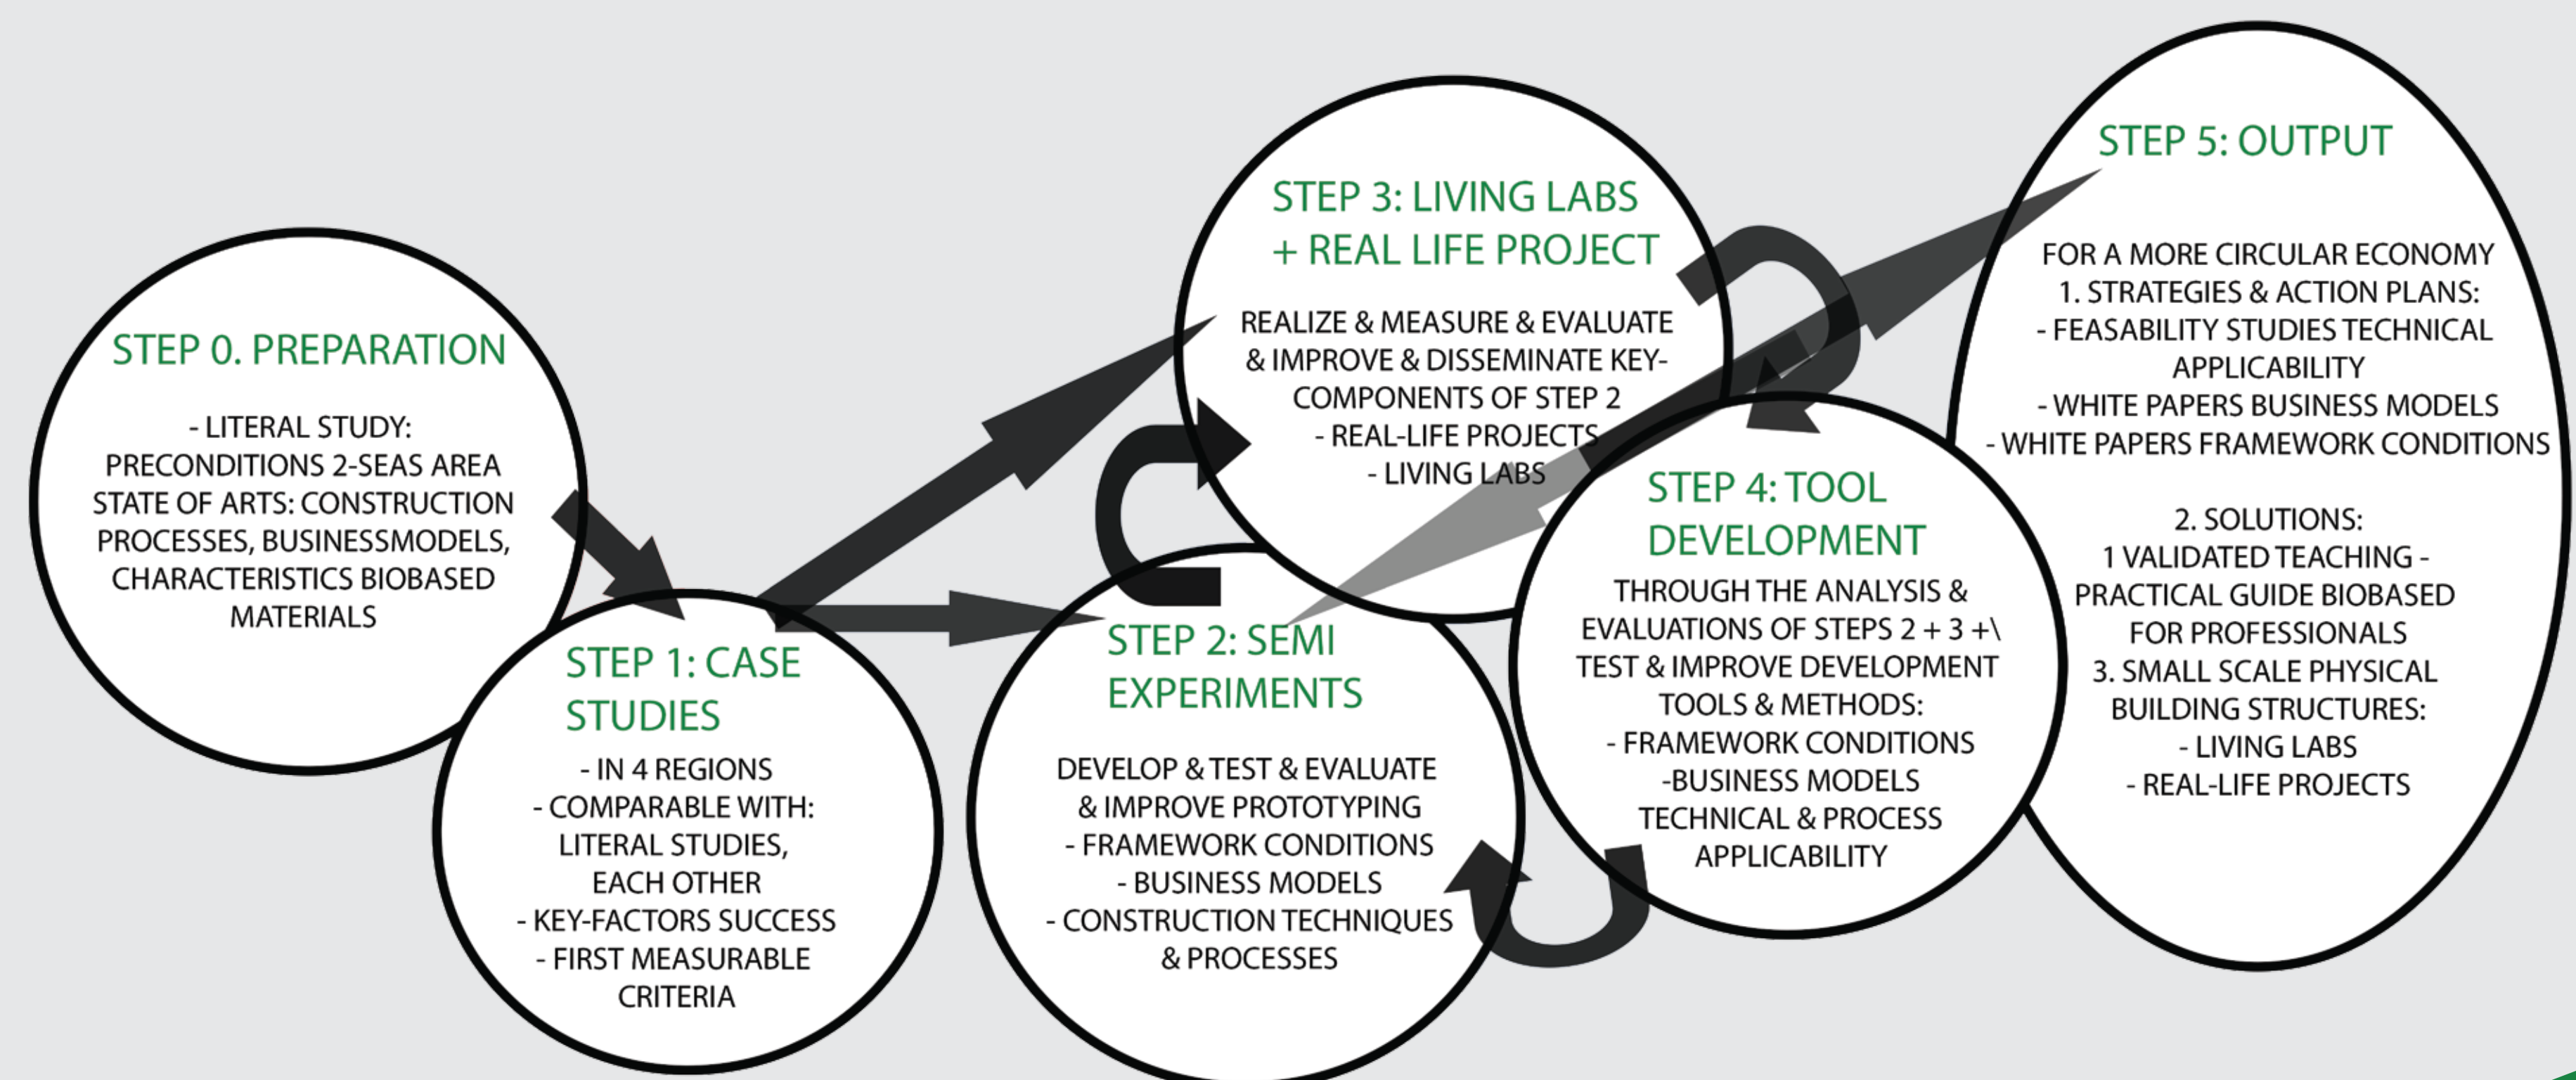 STEP 0. PREPARATION
- LITERAL STUDY:
PRECONDITIONS 2-SEAS AREA
STATE OF ARTS: CONSTRUCTION
PROCESSES, BUSINESSMODELS,
CHARACTERISTICS BIOBASED
MATERIALS
STEP 1: CASE
STUDIES
- IN 4 REGIONS
- COMPARABLE WITH:
LITERAL STUDIES,
EACH OTHER
- KEY-FACTORS SUCCESS
- FIRST MEASURABLE
CRITERIA
STEP 2: SEMI
EXPERIMENTS
DEVELOP & TEST & EVALUATE
& IMPROVE PROTOTYPING
- FRAMEWORK CONDITIONS
- BUSINESS MODELS
- CONSTRUCTION TECHNIQUES
& PROCESSES
STEP 3: LIVING LABS
+ REAL LIFE PROJECT
REALIZE & MEASURE & EVALUATE
& IMPROVE & DISSEMINATE KEY-
COMPONENTS OF STEP 2
- REAL-LIFE PROJECTS
- LIVING LABS
STEP 4: TOOL
DEVELOPMENT
THROUGH THE ANALYSIS &
EVALUATIONS OF STEPS 2 + 3 +\
TEST & IMPROVE DEVELOPMENT
TOOLS & METHODS:
- FRAMEWORK CONDITIONS
-BUSINESS MODELS
TECHNICAL & PROCESS
APPLICABILITY
STEP 5: OUTPUT
FOR A MORE CIRCULAR ECONOMY
1. STRATEGIES & ACTION PLANS:
- FEASABILITY STUDIES TECHNICAL
APPLICABILITY
- WHITE PAPERS BUSINESS MODELS
- WHITE PAPERS FRAMEWORK CONDITIONS
2. SOLUTIONS:
1 VALIDATED TEACHING -
PRACTICAL GUIDE BIOBASED
FOR PROFESSIONALS
3. SMALL SCALE PHYSICAL
BUILDING STRUCTURES:
- LIVING LABS
- REAL-LIFE PROJECTS